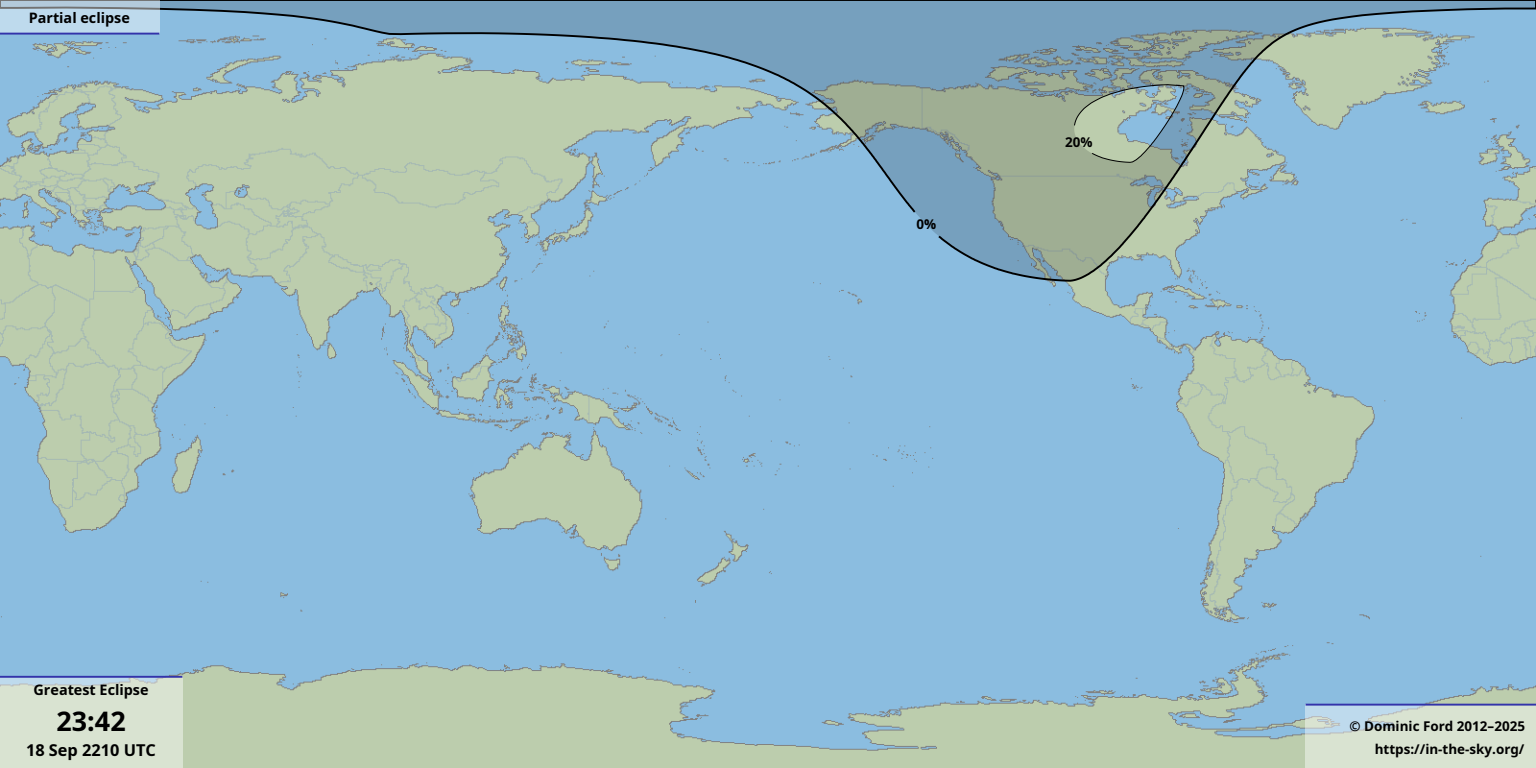 Partial eclipse
20%
0%
Greatest Eclipse
23:42
18 Sep 2210 UTC
© Dominic Ford 2012–2025
https://in-the-sky.org/